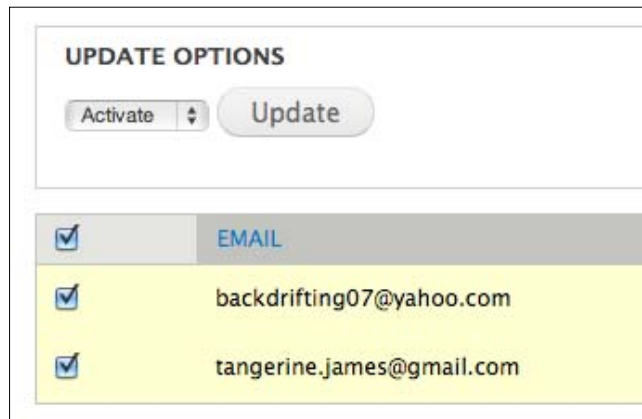 UPDATE OPTIONS
Activate Update
EMAIL
backdrifting07@yahoo.com
tangerine.james@gmail.com